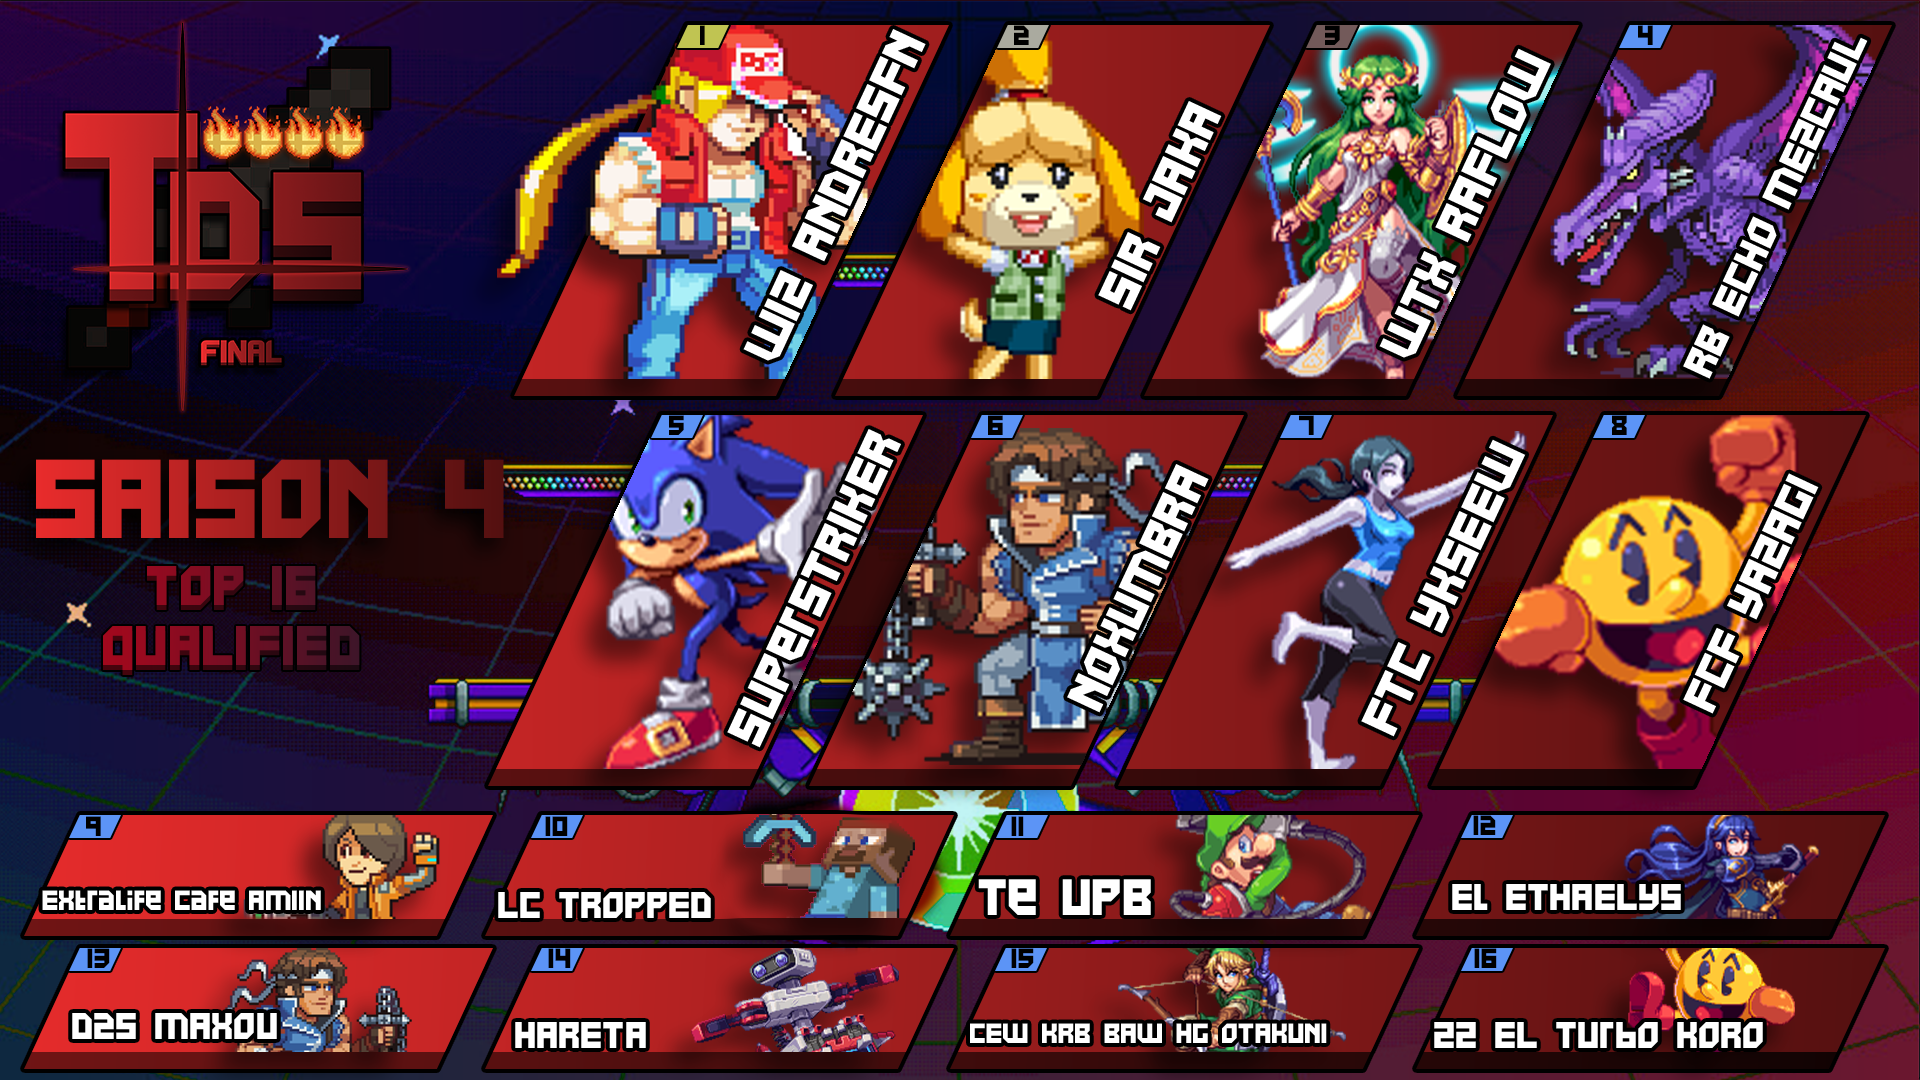 TDS
FINAL
SAISON 4
TOP 16
QUALIFIED
1
WIZ ANDRESFN
2
SIR JAKA
3
WTX RAFLOW
4
RB ECHO MEZCAUL
5
SUPerSTRIKER
6
NOXUMBRA
7
FTC YKSEEW
8
FCF YAZAGI
9
ExtraLife Cafe AMIIN
10
LC TROPPED
11
Te UPB
12
EL ETHAELYS
13
D2S MAXOU
14
HARETA
15
CEW KRB BAW HG OTAKUNI
16
22 EL TUrbo KORO